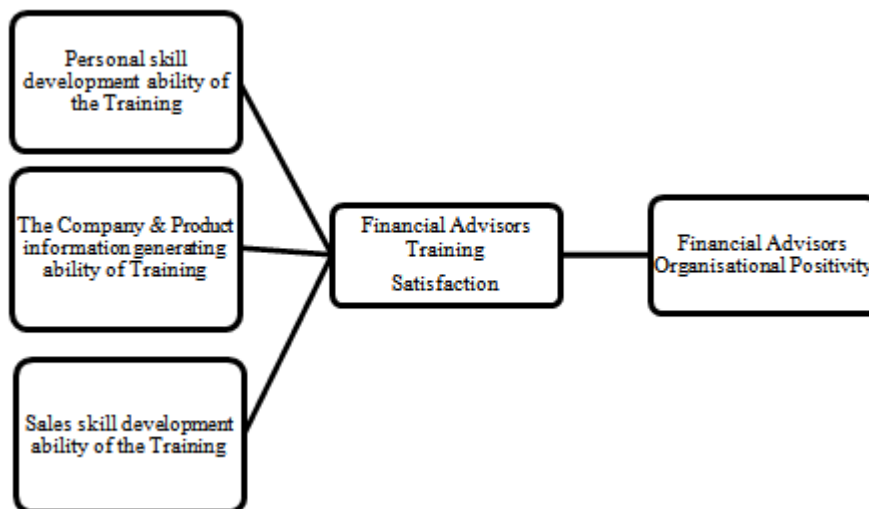 Personal skill
development ability of
the Training
The Company & Product
information generating
ability of Training
Sales skill development
ability of the Training
Financial Advisors
Training
Satisfaction
Financial Advisors
Organisational Positivity